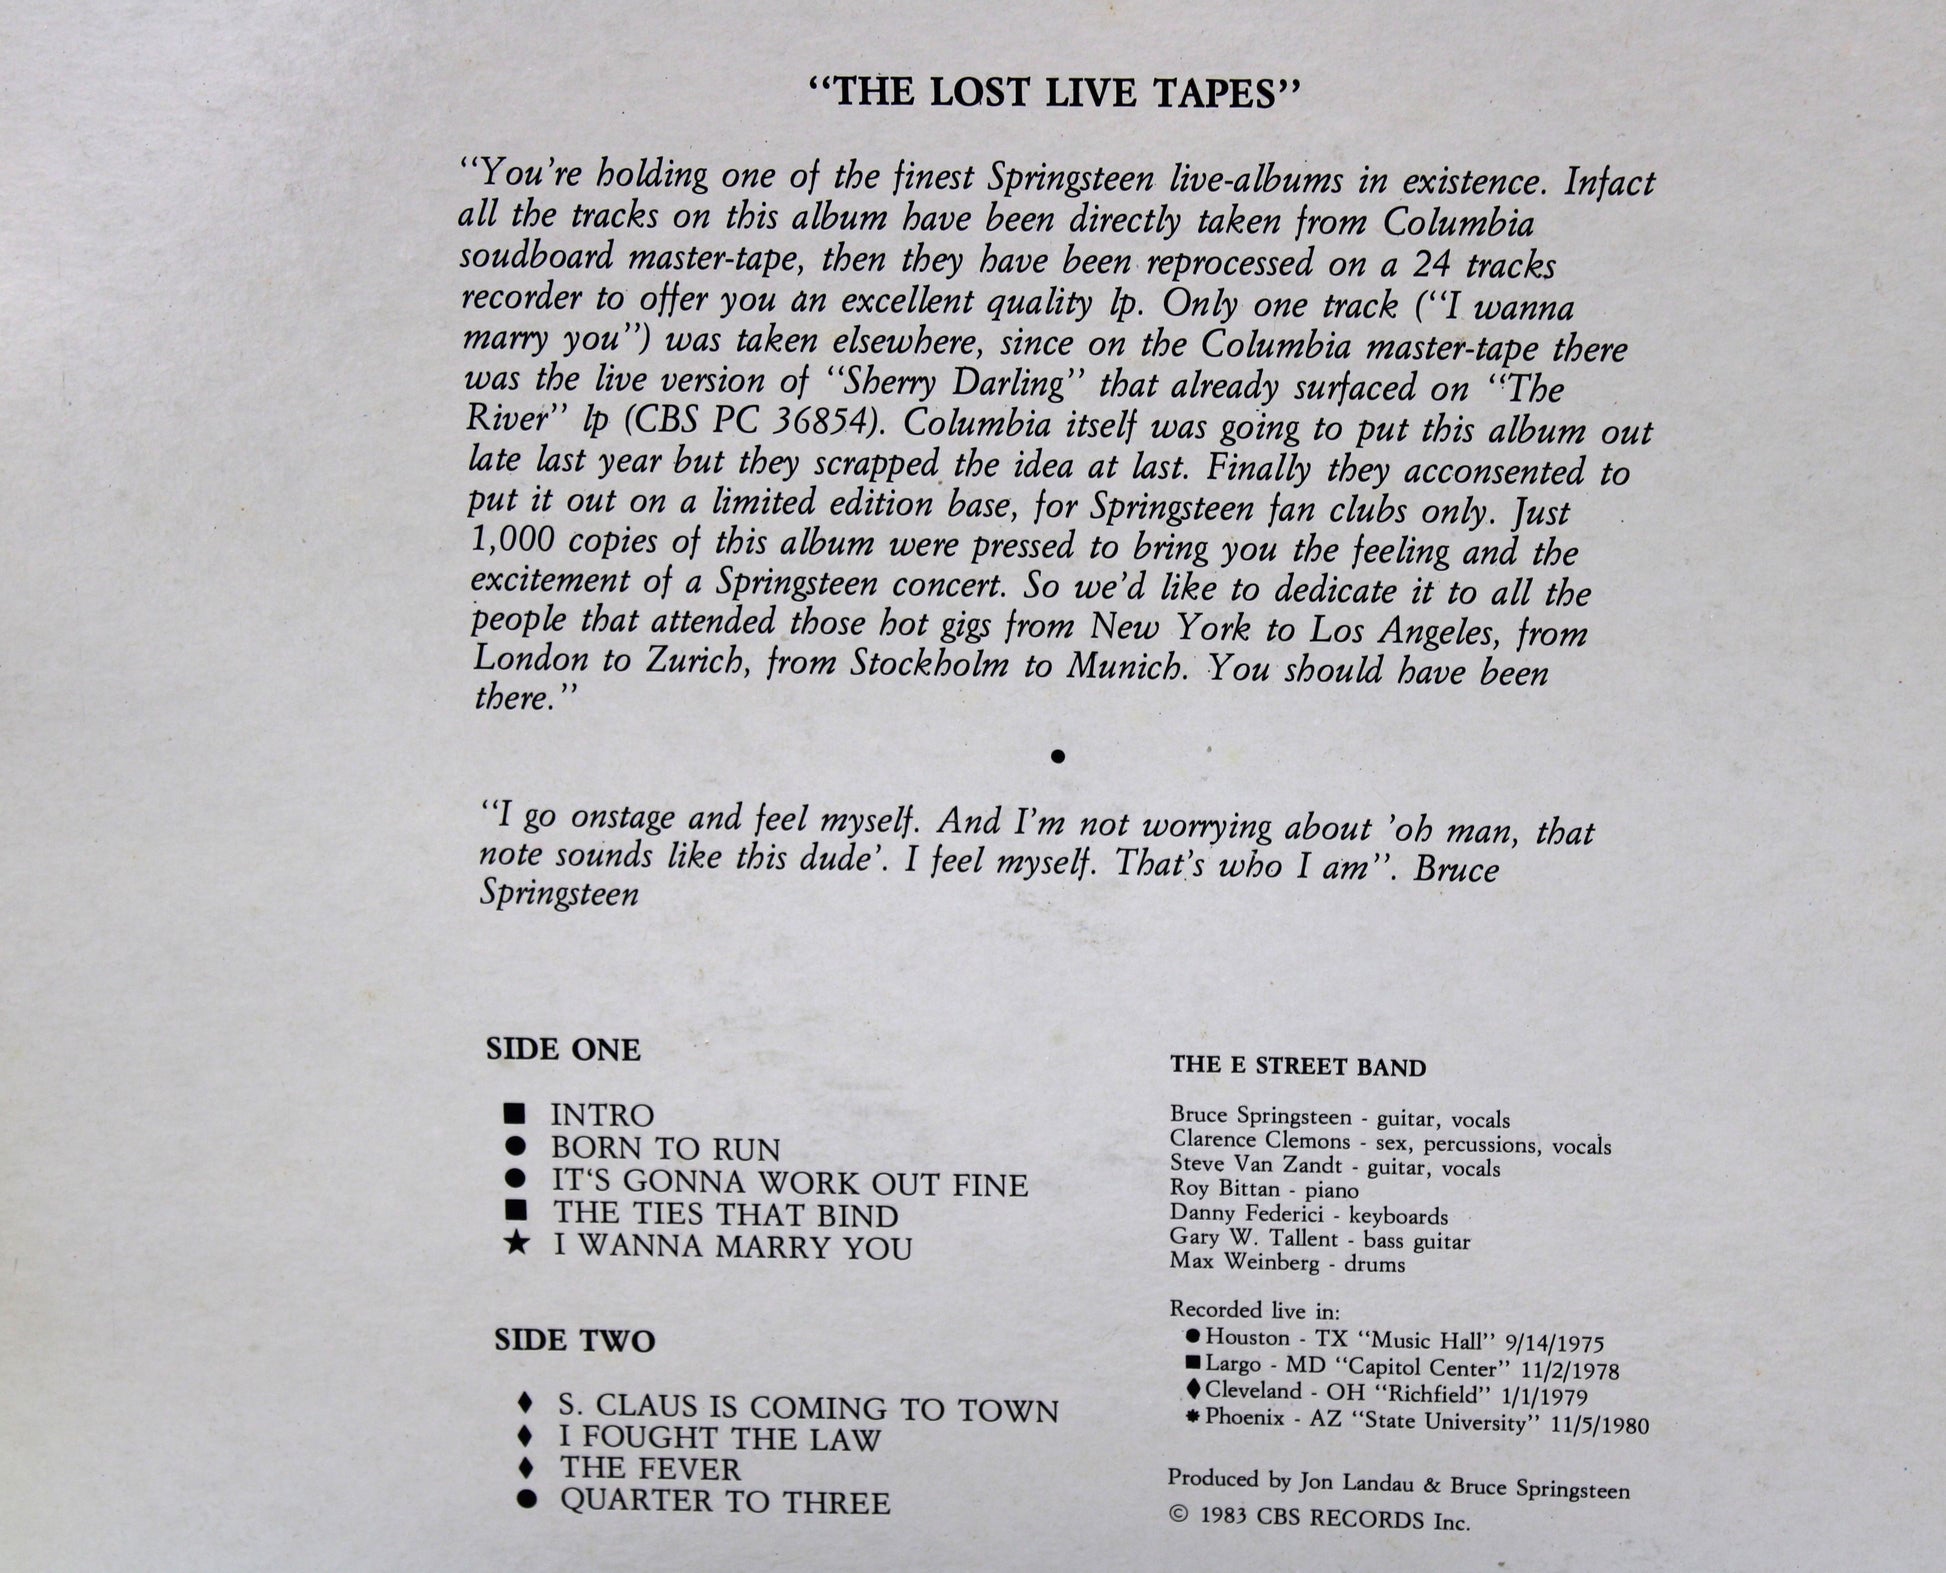 “THE LOST LIVE TAPES”
“You’re holding one of the finest Springsteen live-albums in existence. Infact
all the tracks on this album have been directly taken from Columbia
soudboard master-tape, then they have been reprocessed on a 24 tracks
recorder to offer you an excellent quality lp. Only one track (“I wanna
marry you”) was taken elsewhere, since on the Columbia master-tape there
was the live version of “Sherry Darling” that already surfaced on “The
River” lp (CBS PC 36854). Columbia itself was going to put this album out
late last year but they scrapped the idea at last. Finally they acconsented to
put it out on a limited edition base, for Springsteen fan clubs only. Just
1,000 copies of this album were pressed to bring you the feeling and the
excitement of a Springsteen concert. So we’d like to dedicate it to all the
people that attended those hot gigs from New York to Los Angeles, from
London to Zurich, from Stockholm to Munich. You should have been
there.”
●
“I go onstage and feel myself. And I’m not worrying about ’oh man, that
note sounds like this dude’. I feel myself. That’s who I am”. Bruce
Springsteen
SIDE ONE
■ INTRO
● BORN TO RUN
● IT‘S GONNA WORK OUT FINE
■ THE TIES THAT BIND
★ I WANNA MARRY YOU
SIDE TWO
♦ S. CLAUS IS COMING TO TOWN
♦ I FOUGHT THE LAW
♦ THE FEVER
● QUARTER TO THREE
THE E STREET BAND
Bruce Springsteen - guitar, vocals
Clarence Clemons - sex, percussions, vocals
Steve Van Zandt - guitar, vocals
Roy Bittan - piano
Danny Federici - keyboards
Gary W. Tallent - bass guitar
Max Weinberg - drums
Recorded live in:
● Houston - TX “Music Hall” 9/14/1975
■ Largo - MD “Capitol Center” 11/2/1978
♦ Cleveland - OH “Richfield” 1/1/1979
✸ Phoenix - AZ “State University” 11/5/1980
Produced by Jon Landau & Bruce Springsteen
© 1983 CBS RECORDS Inc.